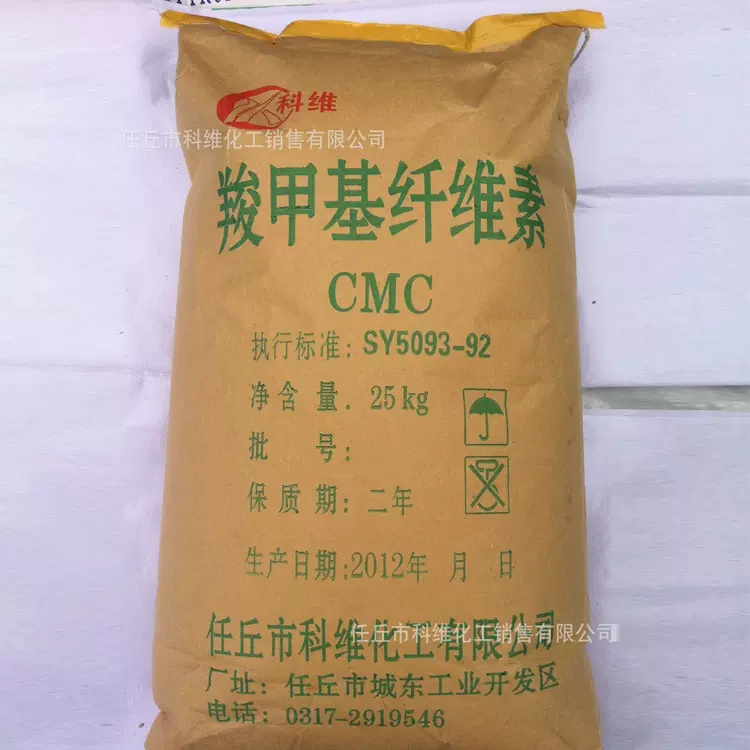 科维
任丘市科维化工销售有限公司
羧甲基纤维素
CMC
执行标准: SY5093-92
净含量. 25kg
批 号:
保质期: 二年
生产日期:2012年 月 日
任丘市科维化工有限公司
任丘市科维化工销售有限公司
厂址: 任丘市城东工业开发区
电话: 0317-2919546